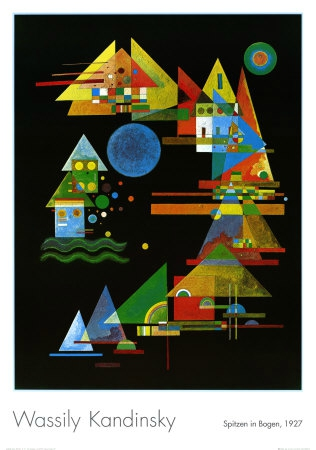 Wassily Kandinsky
Spitzen in Bogen, 1927